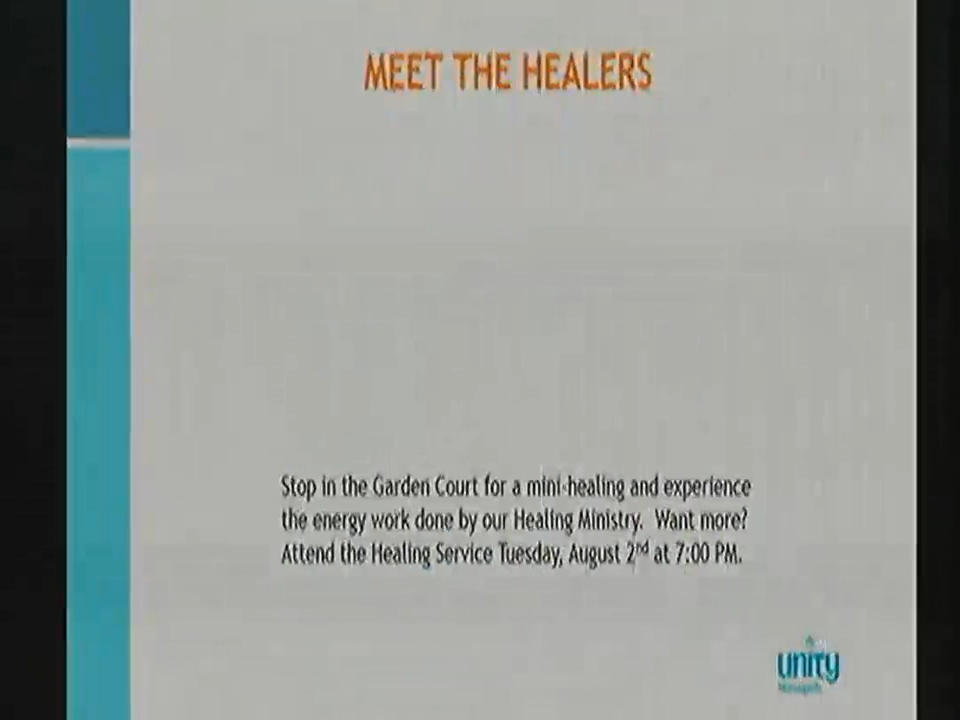 MEET THE HEALERS
Stop in the Garden Court for a mini-healing and experience
the energy work done by our Healing Ministry. Want more?
Attend the Healing Service Tuesday, August 2nd at 7:00 PM.
unity